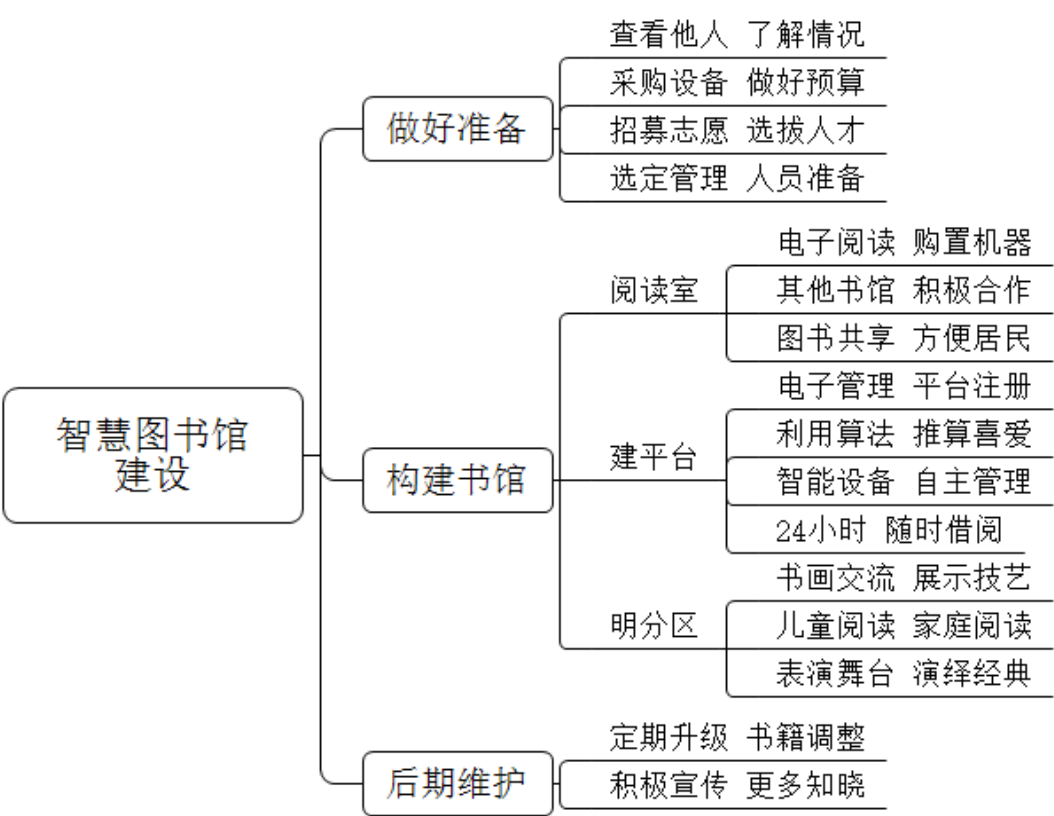 智慧图书馆
建设
做好准备
查看他人 了解情况
采购设备 做好预算
招募志愿 选拔人才
选定管理 人员准备
构建书馆
阅读室
电子阅读 购置机器
其他书馆 积极合作
图书共享 方便居民
建平台
电子管理 平台注册
利用算法 推算喜爱
智能设备 自主管理
24小时 随时借阅
明分区
书画交流 展示技艺
儿童阅读 家庭阅读
表演舞台 演绎经典
后期维护
定期升级 书籍调整
积极宣传 更多知晓